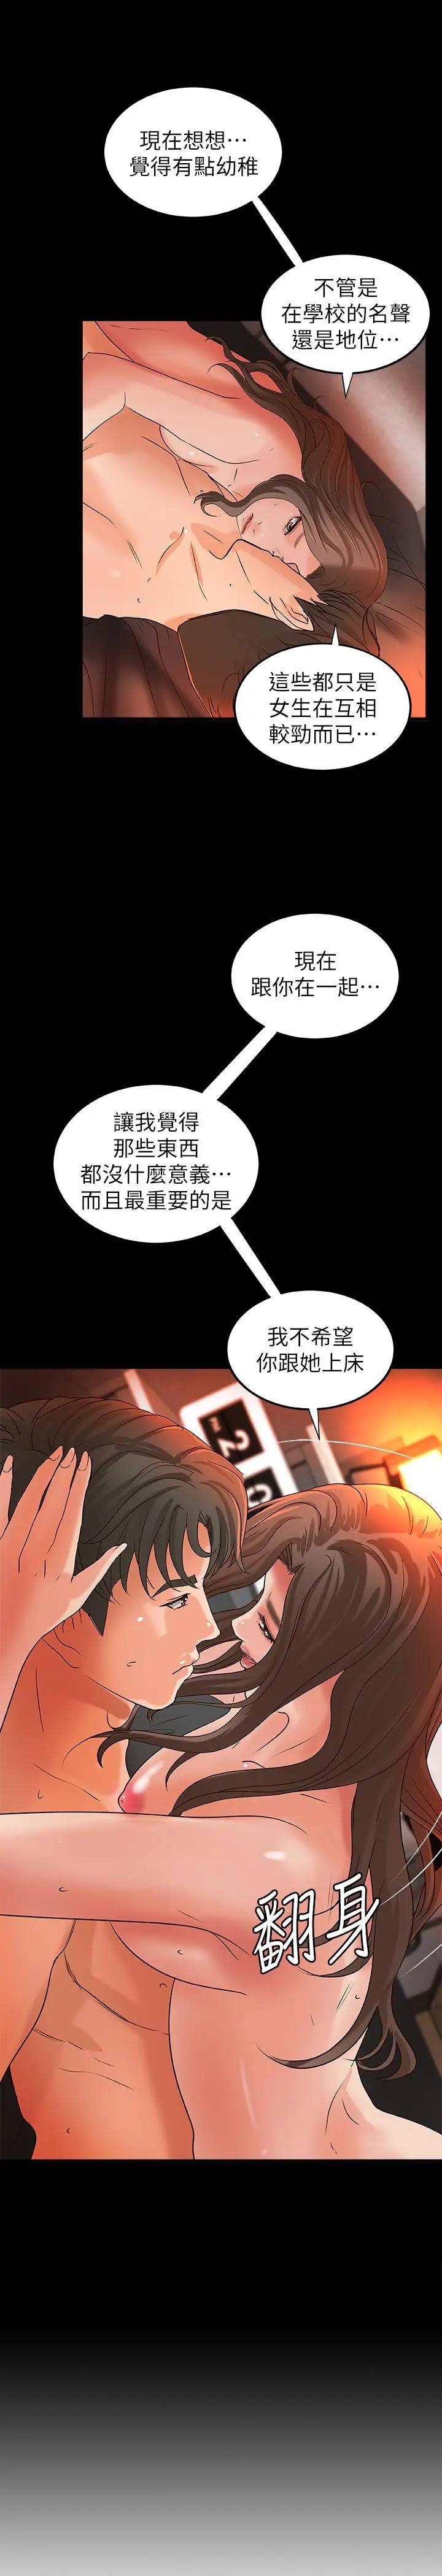 現在想想⋯
覺得有點幼稚
不管是
在學校的名聲
還是地位⋯
這些都只是
女生在互相
較勁而已⋯
現在
跟你在一起⋯
讓我覺得
那些東西
都沒什麼意義⋯
而且最重要的是
我不希望
你跟她上床
2
翻身